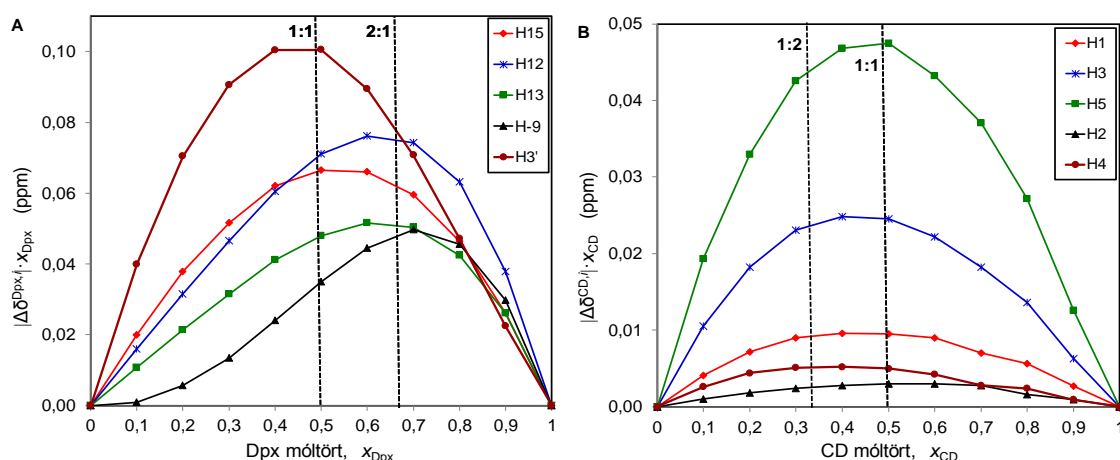 A
1:1
2:1
H15
H12
H13
H-9
H3'
0,10
0,08
0,06
0,04
0,02
0,00
|Δδ^Dpx,i|·x_Dpx (ppm)
0 0,1 0,2 0,3 0,4 0,5 0,6 0,7 0,8 0,9 1
Dpx móltört, x_Dpx
B
1:2
1:1
H1
H3
H5
H2
H4
0,05
0,04
0,03
0,02
0,01
0,00
|Δδ^CD,i|·x_CD (ppm)
0 0,1 0,2 0,3 0,4 0,5 0,6 0,7 0,8 0,9 1
CD móltört, x_CD